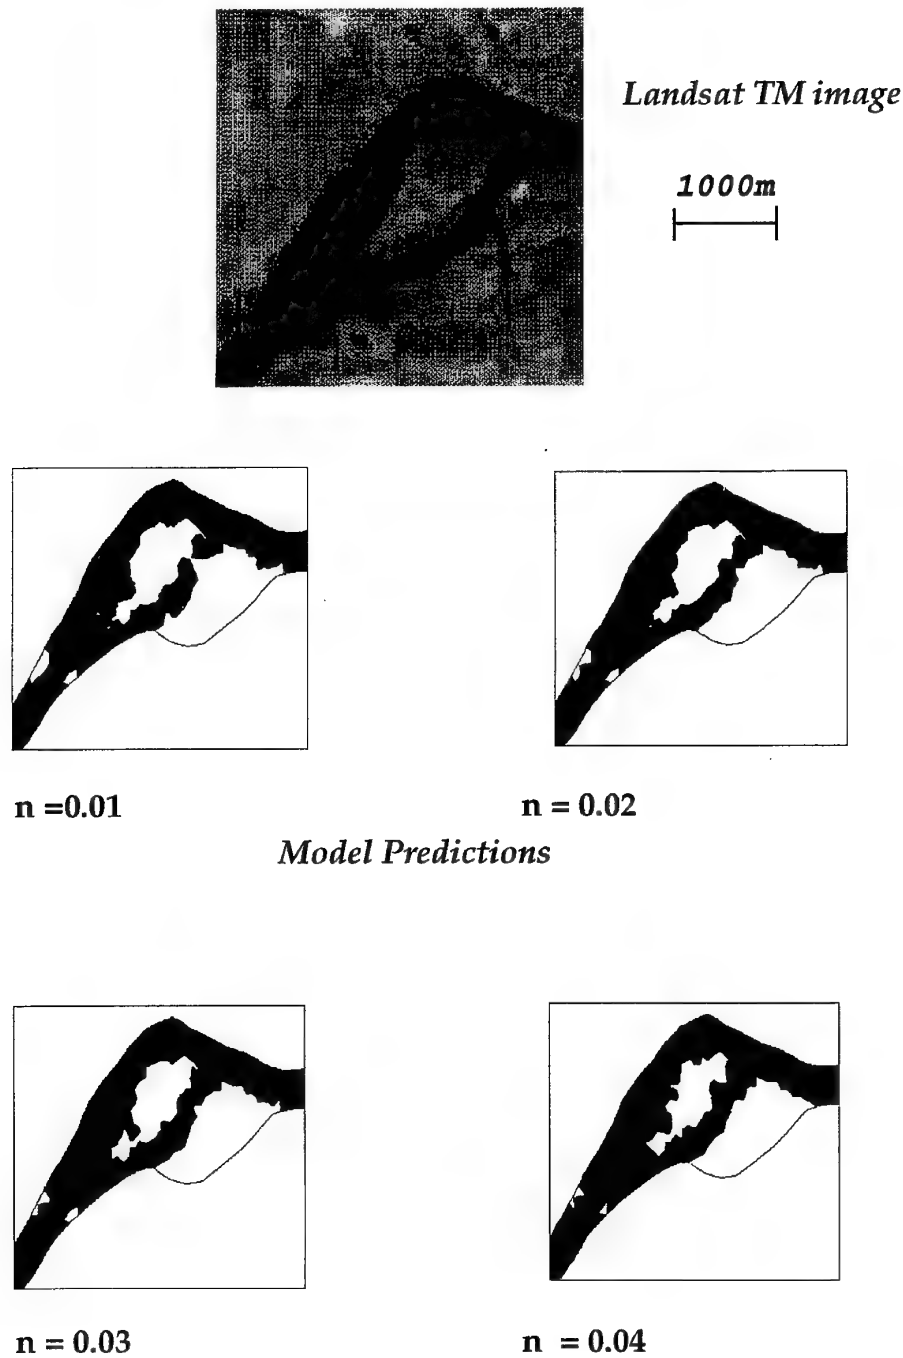 Landsat TM image
1000m
n =0.01
n = 0.02
Model Predictions
n = 0.03
n = 0.04